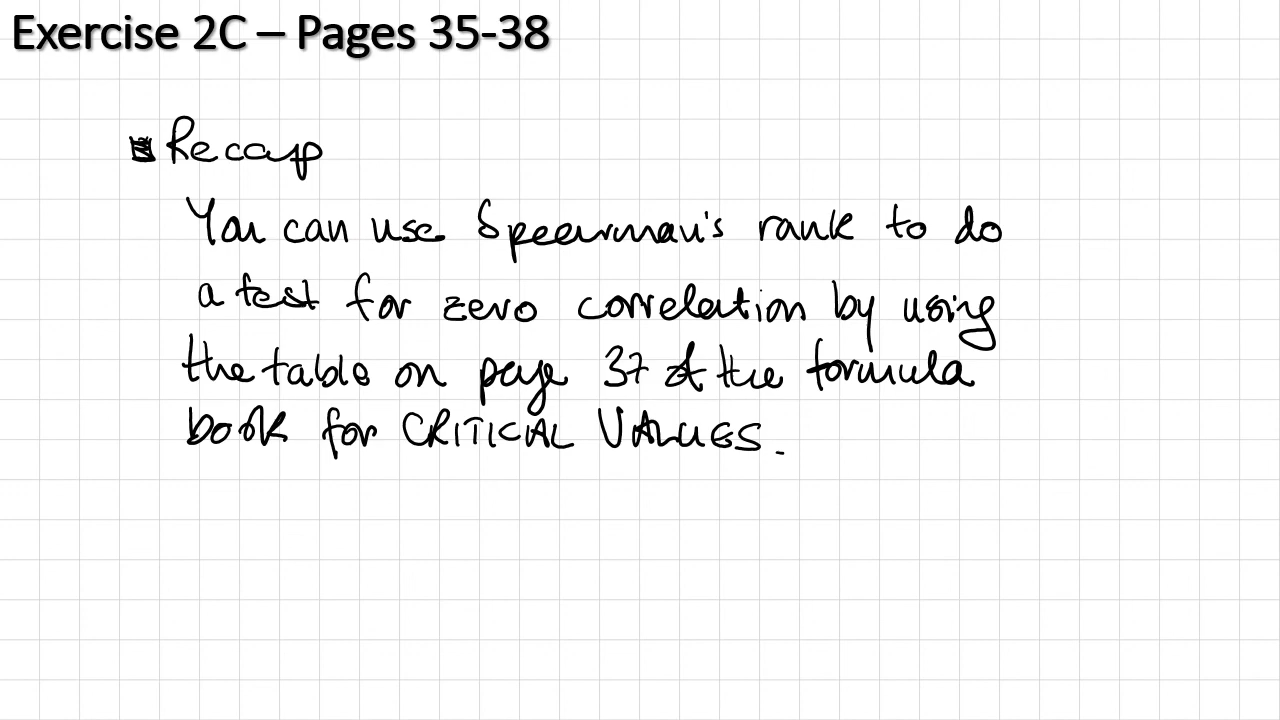 Exercise 2C – Pages 35-38
Recap
You can use Spearman's rank to do
a test for zero correlation by using
the table on page 37 of the formula
book for CRITICAL VALUES.